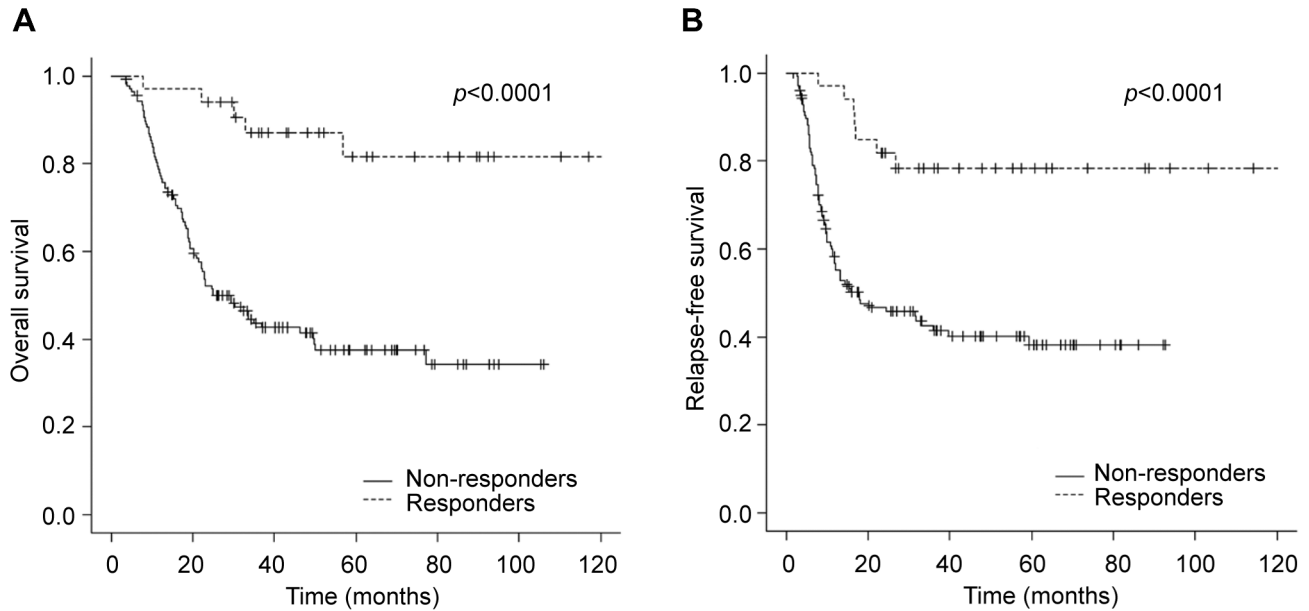 A
p<0.0001
Overall survival
1.0
0.8
0.6
0.4
0.2
0.0
Non-responders
Responders
0 20 40 60 80 100 120
Time (months)
B
p<0.0001
Relapse-free survival
1.0
0.8
0.6
0.4
0.2
0.0
Non-responders
Responders
0 20 40 60 80 100 120
Time (months)